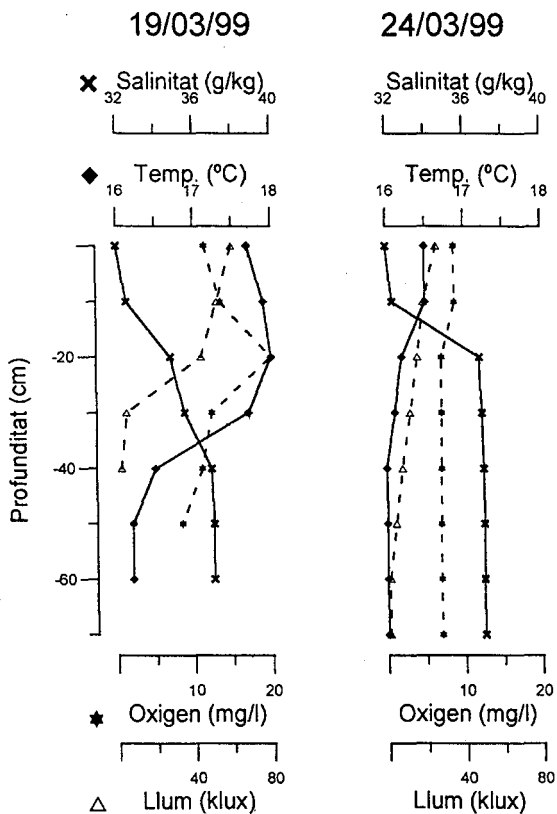 19/03/99 24/03/99
Salinitat (g/kg) Salinitat (g/kg)
32 36 40 32 36 40
Temp. (ºC) Temp. (ºC)
16 17 18 16 17 18
Profunditat (cm)
-20
-40
-60
10 20 10 20
Oxigen (mg/l) Oxigen (mg/l)
40 80 40 80
Llum (klux) Llum (klux)